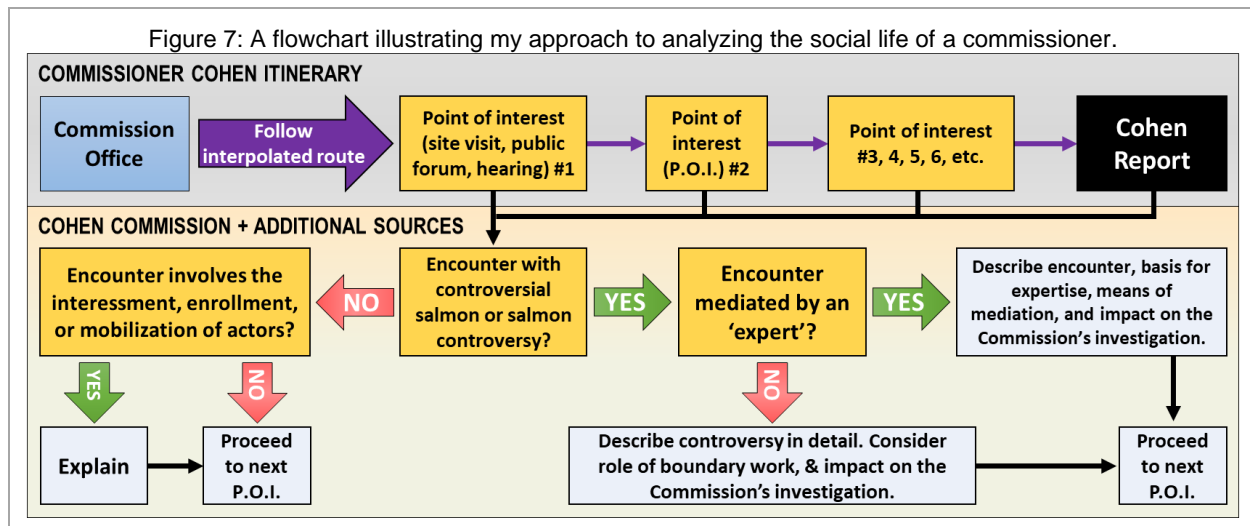 Figure 7: A flowchart illustrating my approach to analyzing the social life of a commissioner.
COMMISSIONER COHEN ITINERARY
Commission
Office
Follow
interpolated route
Point of interest
(site visit, public
forum, hearing) #1
Point of
interest
(P.O.I.) #2
Point of interest
#3, 4, 5, 6, etc.
Cohen
Report
COHEN COMMISSION + ADDITIONAL SOURCES
Encounter involves the
interessment, enrollment,
or mobilization of actors?
NO
Encounter with
controversial
salmon or salmon
controversy?
YES
Encounter
mediated by an
‘expert’?
YES
Describe encounter, basis for
expertise, means of
mediation, and impact on the
Commission’s investigation.
YES
NO
NO
Explain
Proceed
to next
P.O.I.
Describe controversy in detail. Consider
role of boundary work, & impact on the
Commission’s investigation.
Proceed
to next
P.O.I.